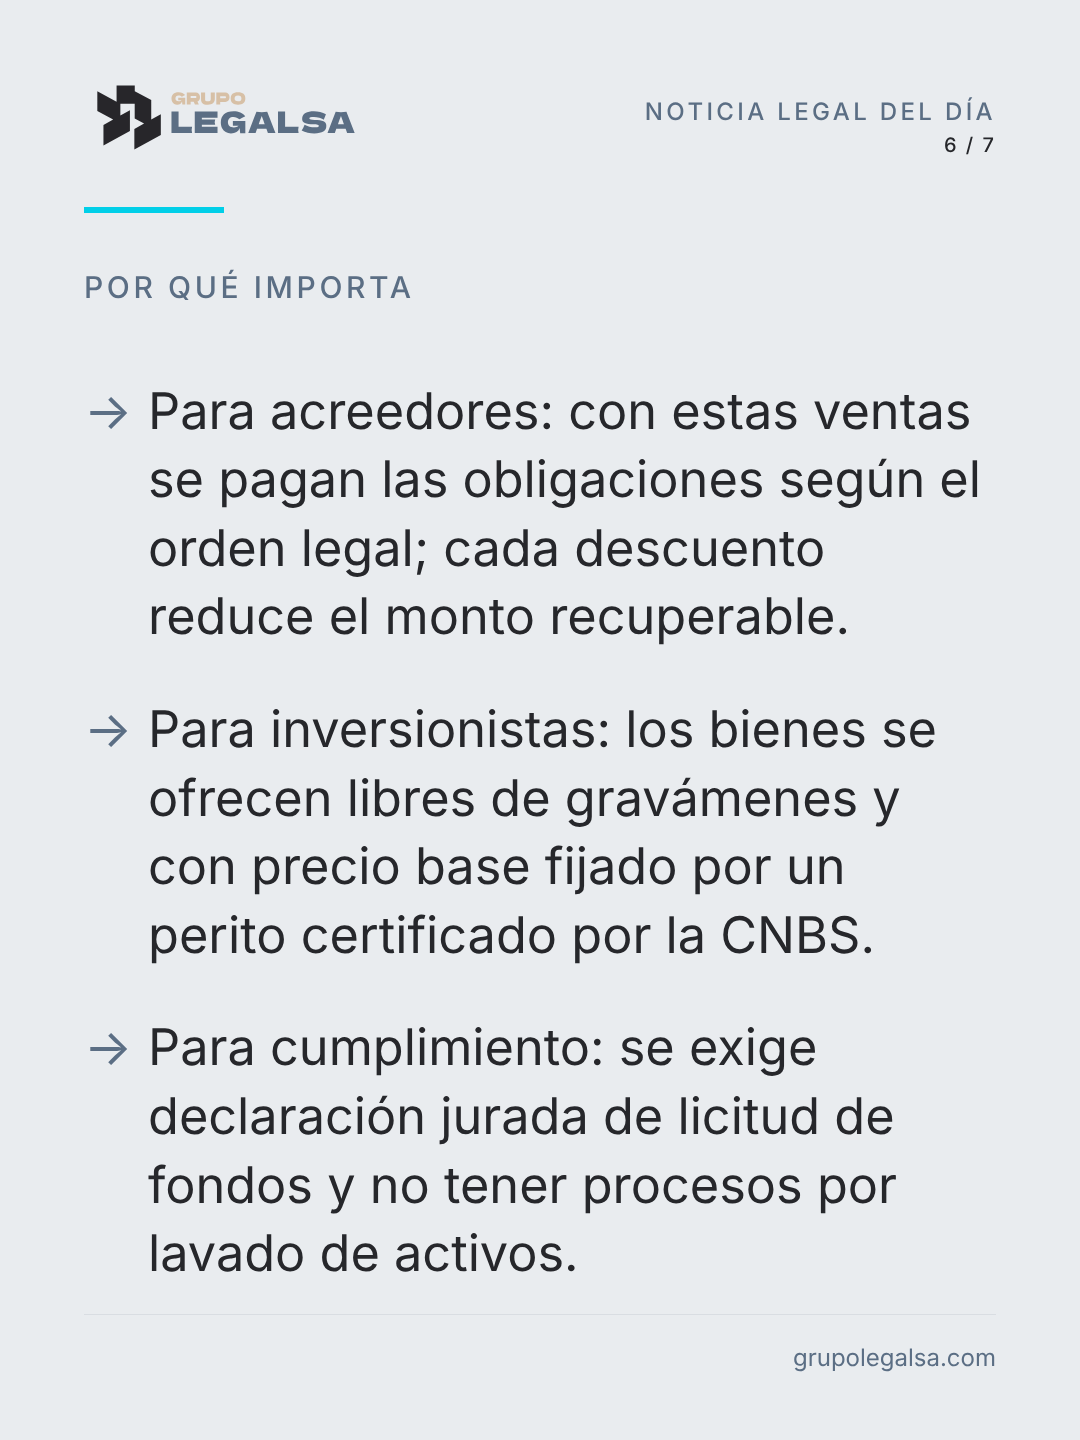 GRUPO
LEGALSA
NOTICIA LEGAL DEL DÍA
6 / 7
POR QUÉ IMPORTA
→ Para acreedores: con estas ventas
se pagan las obligaciones según el
orden legal; cada descuento
reduce el monto recuperable.
→ Para inversionistas: los bienes se
ofrecen libres de gravámenes y
con precio base fijado por un
perito certificado por la CNBS.
→ Para cumplimiento: se exige
declaración jurada de licitud de
fondos y no tener procesos por
lavado de activos.
grupolegalsa.com